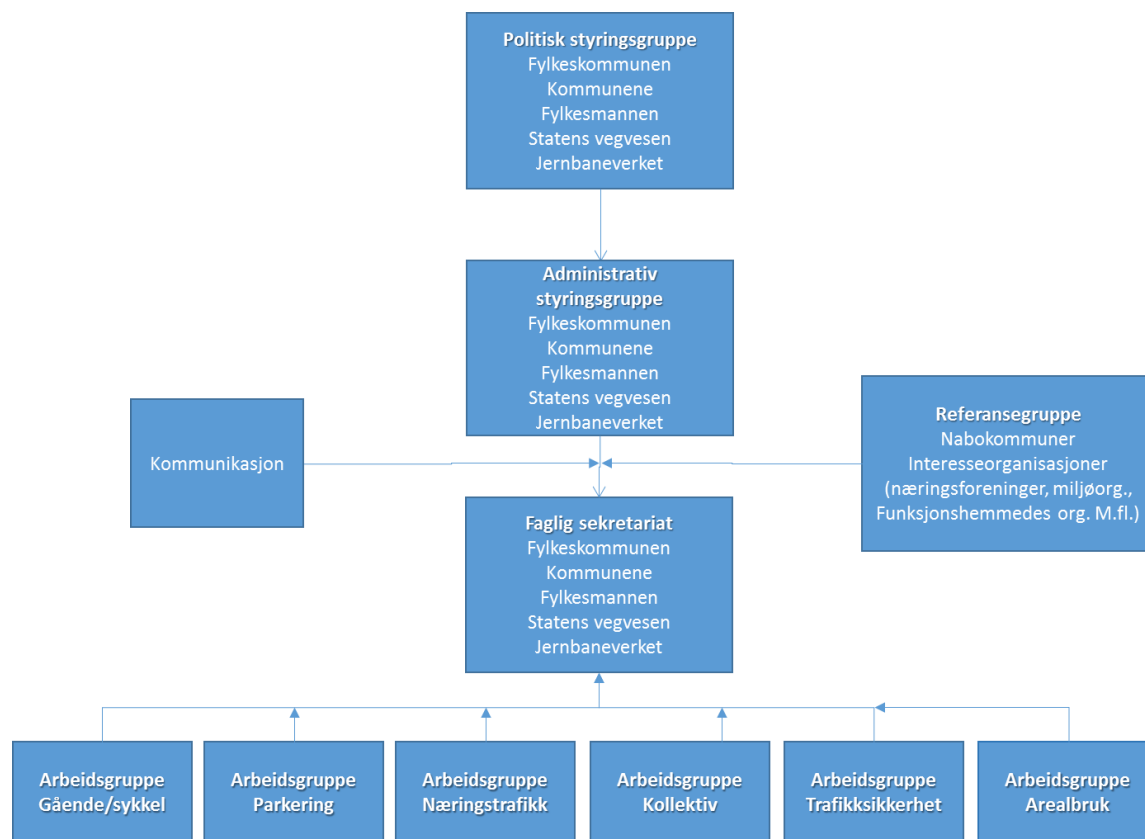 Politisk styringsgruppe
Fylkeskommunen
Kommunene
Fylkesmannen
Statens vegvesen
Jernbaneverket
Administrativ
styringsgruppe
Fylkeskommunen
Kommunene
Fylkesmannen
Statens vegvesen
Jernbaneverket
Kommunikasjon
Referansegruppe
Nabokommuner
Interesseorganisasjoner
(næringsforeninger, miljøorg.,
Funksjonshemmedes org. M.fl.)
Faglig sekretariat
Fylkeskommunen
Kommunene
Fylkesmannen
Statens vegvesen
Jernbaneverket
Arbeidsgruppe
Gående/sykkel
Arbeidsgruppe
Parkering
Arbeidsgruppe
Næringstrafikk
Arbeidsgruppe
Kollektiv
Arbeidsgruppe
Trafikksikkerhet
Arbeidsgruppe
Arealbruk